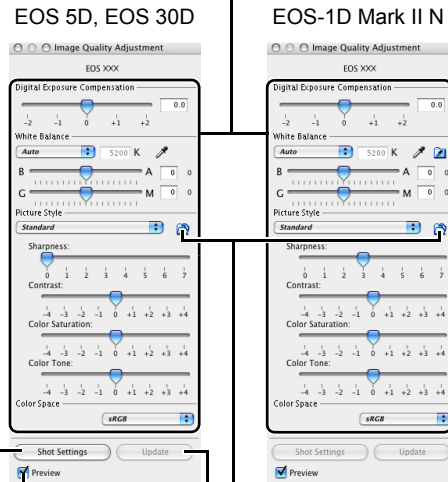 EOS 5D, EOS 30D
Image Quality Adjustment
EOS XXX
Digital Exposure Compensation
0.0
-2 -1 0 +1 +2
White Balance
Auto 5200 K
B A 0 0
G M 0 0
Picture Style
Standard
Sharpness:
0 1 2 3 4 5 6 7
Contrast:
-4 -3 -2 -1 0 +1 +2 +3 +4
Color Saturation:
-4 -3 -2 -1 0 +1 +2 +3 +4
Color Tone:
-4 -3 -2 -1 0 +1 +2 +3 +4
Color Space
sRGB
Shot Settings Update
Preview
EOS-1D Mark II N
Image Quality Adjustment
EOS XXX
Digital Exposure Compensation
0.0
-2 -1 0 +1 +2
White Balance
Auto 5200 K
B A 0 0
G M 0 0
Picture Style
Standard
Sharpness:
0 1 2 3 4 5 6 7
Contrast:
-4 -3 -2 -1 0 +1 +2 +3 +4
Color Saturation:
-4 -3 -2 -1 0 +1 +2 +3 +4
Color Tone:
-4 -3 -2 -1 0 +1 +2 +3 +4
Color Space
sRGB
Shot Settings Update
Preview